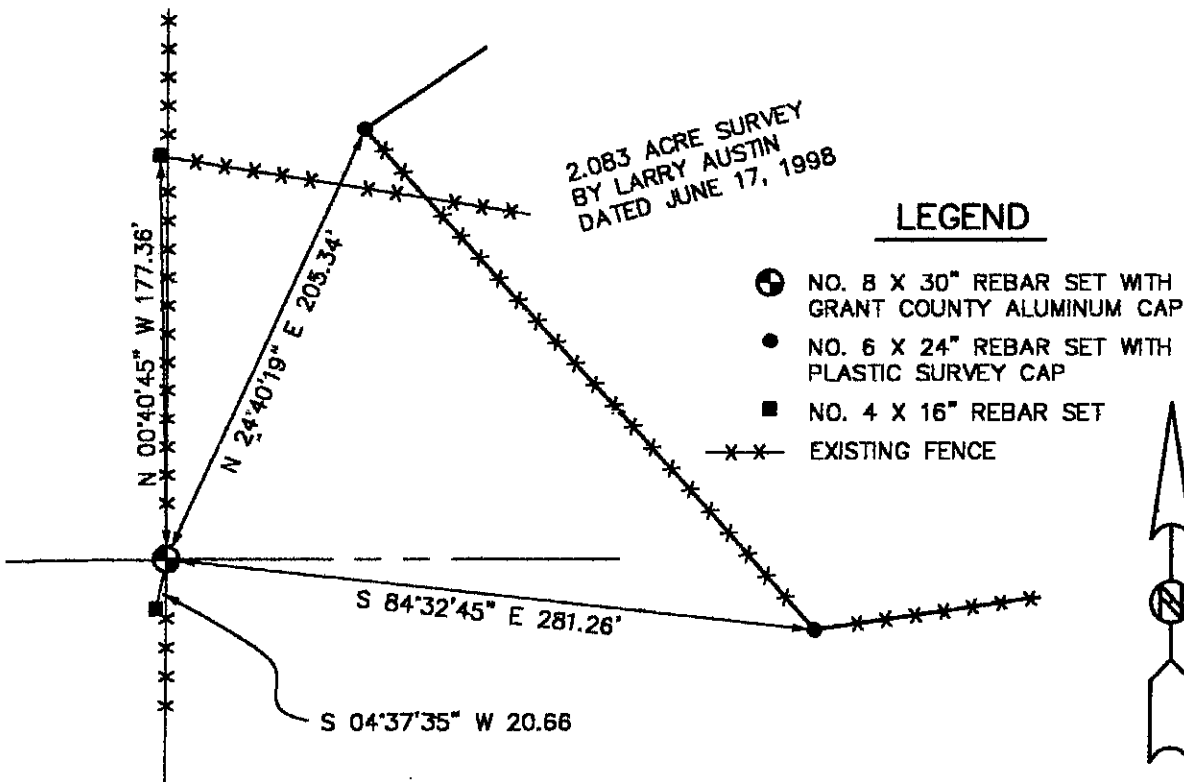 2.083 ACRE SURVEY
BY LARRY AUSTIN
DATED JUNE 17, 1998
LEGEND
NO. 8 X 30" REBAR SET WITH
GRANT COUNTY ALUMINUM CAP
NO. 6 X 24" REBAR SET WITH
PLASTIC SURVEY CAP
NO. 4 X 16" REBAR SET
EXISTING FENCE
N 00°40'45" W 177.36'
N 24°40'19" E 205.34'
S 84°32'45" E 281.26'
S 04°37'35" W 20.66
N